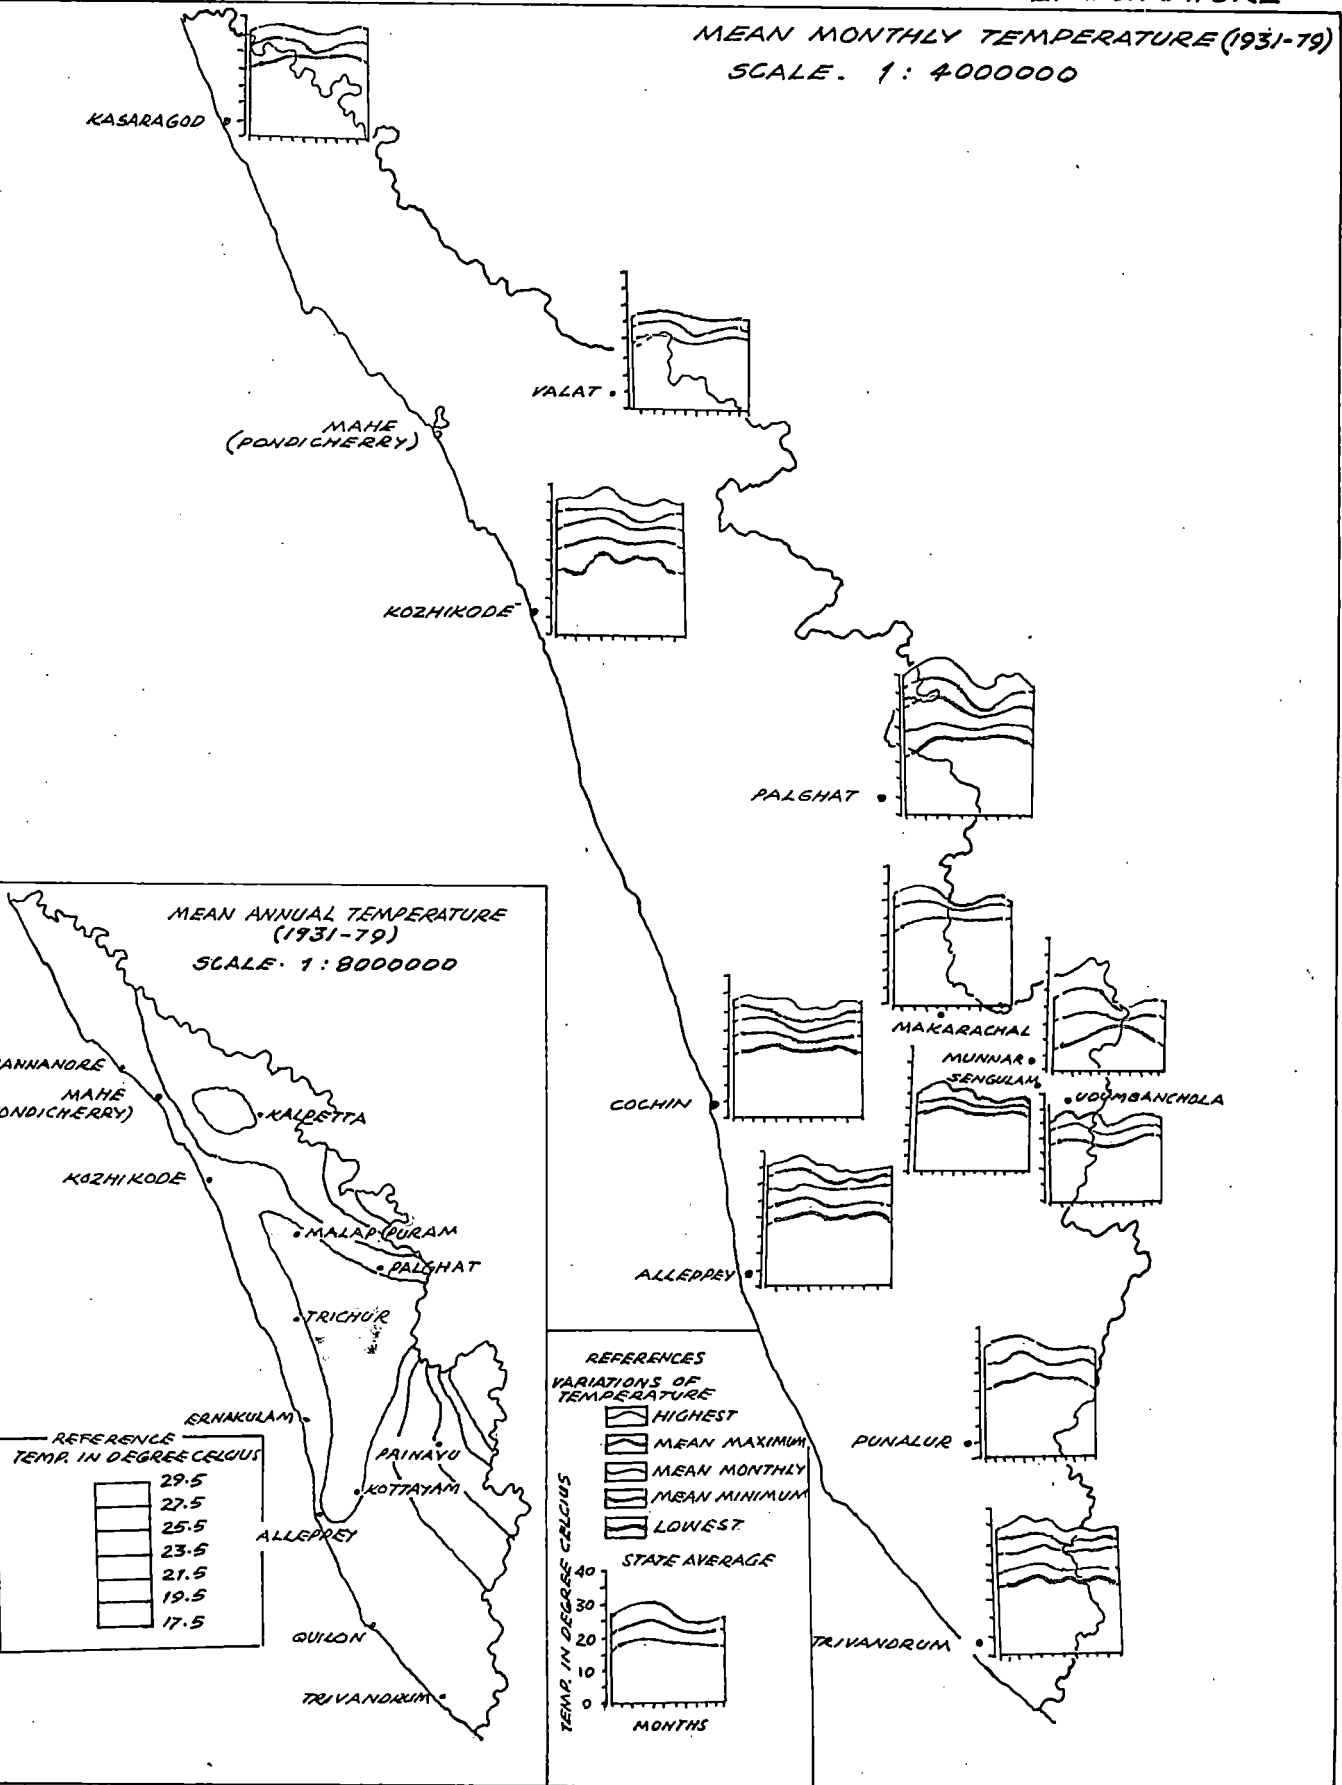 MEAN MONTHLY TEMPERATURE (1931-79)
SCALE. 1 : 4000000
KASARAGOD
VALAT
MAHE
(PONDICHERRY)
KOZHIKODE
PALGHAT
MAKARACHAL
MUNNAR
SENGULAM
UDUMBANCHOLA
COCHIN
ALLEPPEY
PUNALUR
TRIVANDRUM
MEAN ANNUAL TEMPERATURE
(1931-79)
SCALE. 1 : 8000000
ANNANORE
MAHE
ONDICHERRY)
KALPETTA
KOZHIKODE
MALAPPURAM
PALGHAT
TRICHUR
ERNAKULAM
PAINAVU
KOTTAYAM
ALLEPPEY
QUILON
TRIVANDRUM
REFERENCE
TEMP. IN DEGREE CELCIUS
29.5
27.5
25.5
23.5
21.5
19.5
17.5
REFERENCES
VARIATIONS OF
TEMPERATURE
HIGHEST
MEAN MAXIMUM
MEAN MONTHLY
MEAN MINIMUM
LOWEST
STATE AVERAGE
TEMP. IN DEGREE CELCIUS
40
30
20
10
0
MONTHS